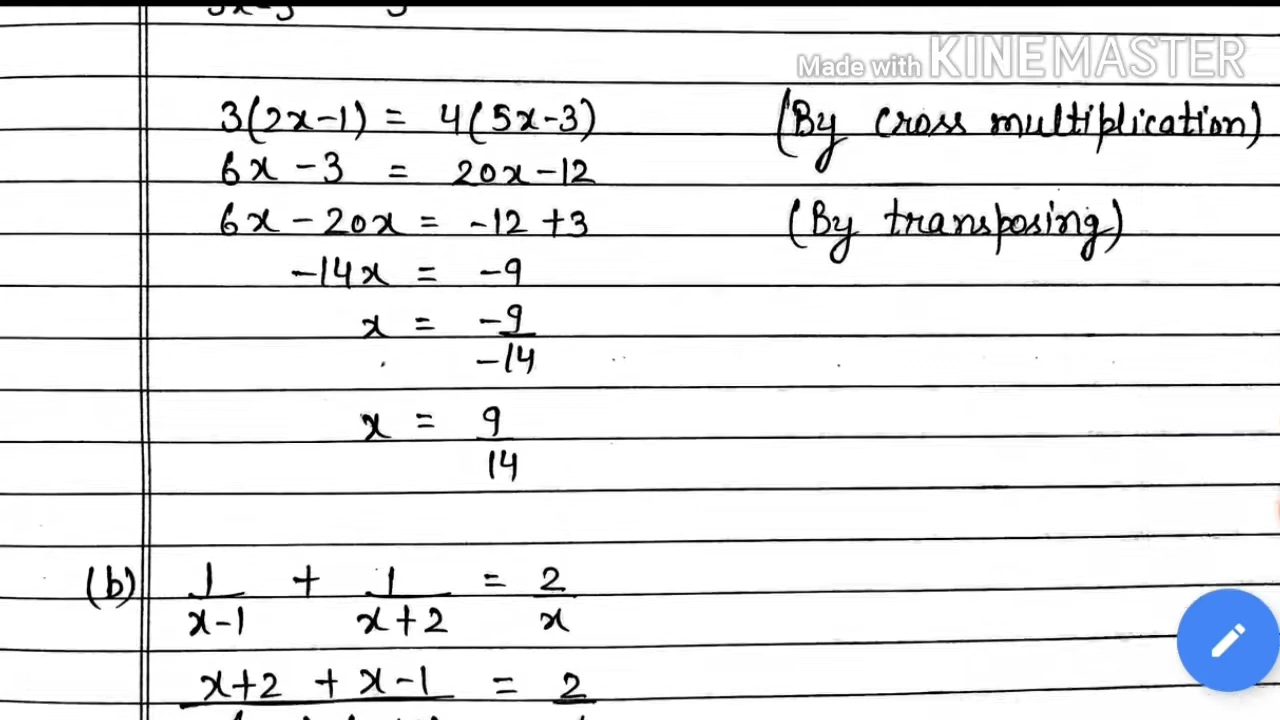 Made with KINEMASTER
3(2x-1) = 4(5x-3) (By cross multiplication)
6x - 3 = 20x - 12
6x - 20x = -12 + 3 (By transposing)
-14x = -9
x = -9/-14
x = 9/14
(b) 1/x-1 + 1/x+2 = 2/x
x+2 + x-1 = 2